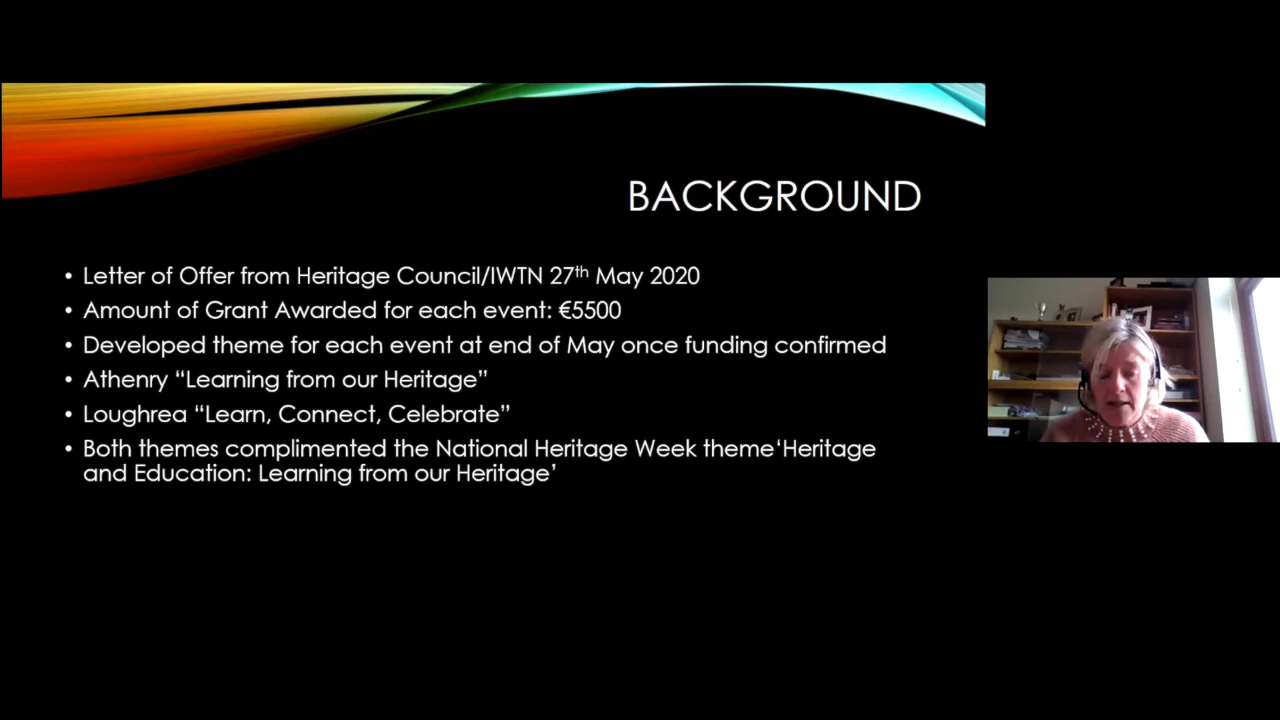 BACKGROUND
• Letter of Offer from Heritage Council/IWTN 27th May 2020
• Amount of Grant Awarded for each event: €5500
• Developed theme for each event at end of May once funding confirmed
• Athenry “Learning from our Heritage”
• Loughrea “Learn, Connect, Celebrate”
• Both themes complimented the National Heritage Week theme‘Heritage
and Education: Learning from our Heritage’